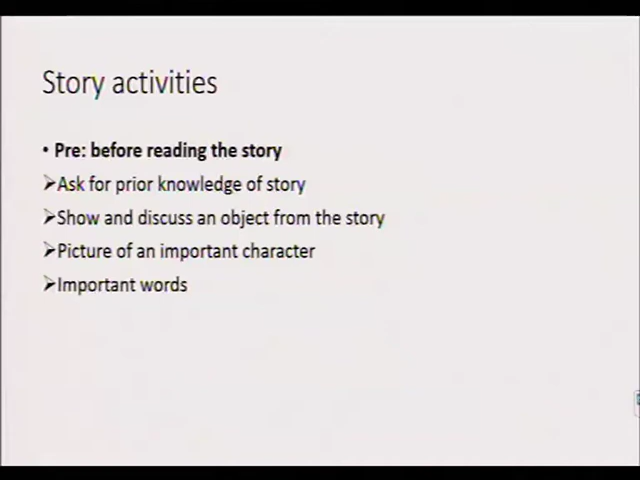 Story activities
• Pre: before reading the story
➢Ask for prior knowledge of story
➢Show and discuss an object from the story
➢Picture of an important character
➢Important words